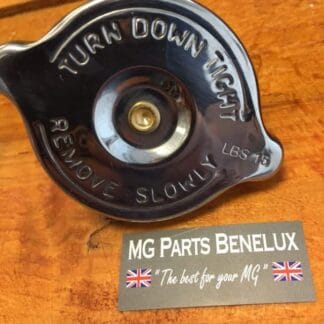 TURN DOWN TIGHT
REMOVE SLOWLY
LBS 15
MG PARTS BENELUX
"The best for your MG"